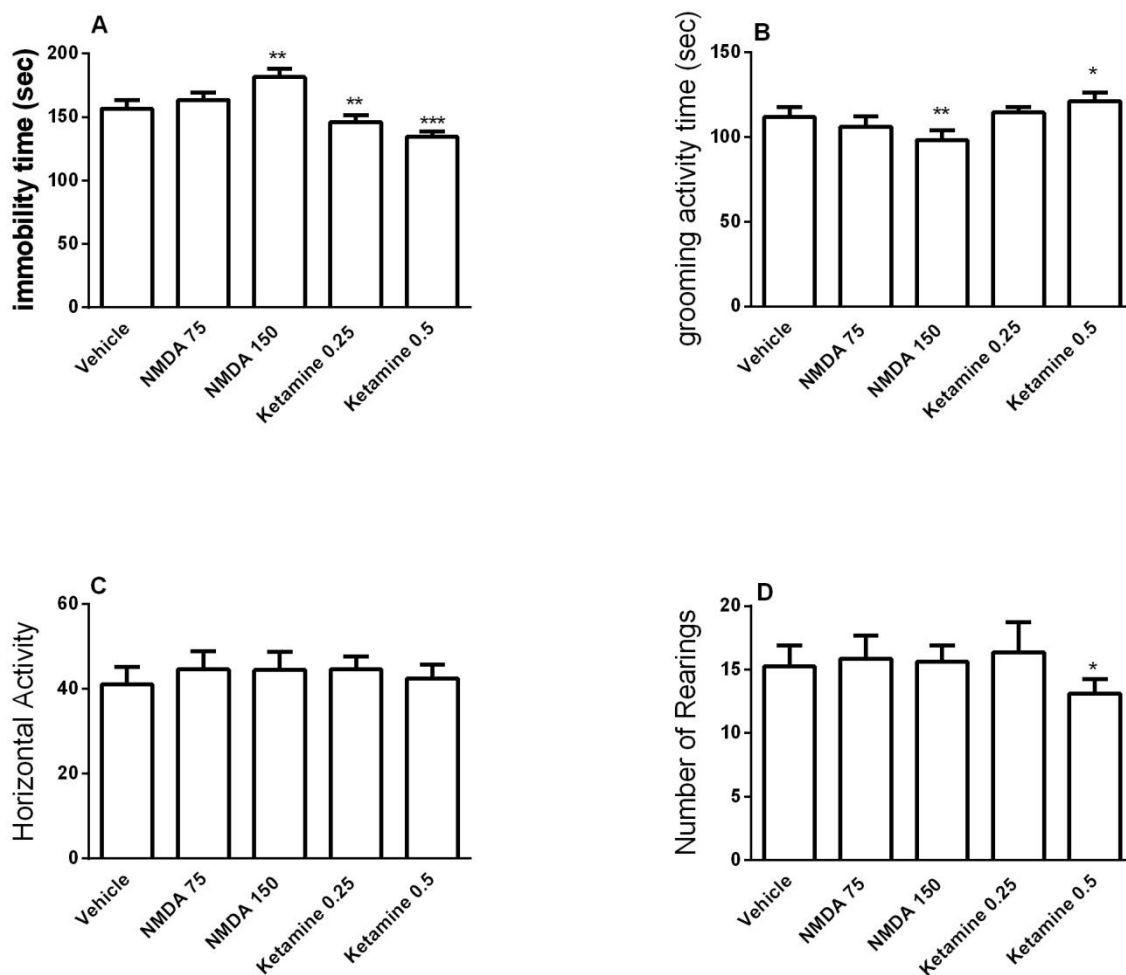 A
immobility time (sec)
200
150
100
50
0
**
**
***
Vehicle
NMDA 75
NMDA 150
Ketamine 0.25
Ketamine 0.5
B
grooming activity time (sec)
150
100
50
0
**
*
Vehicle
NMDA 75
NMDA 150
Ketamine 0.25
Ketamine 0.5
C
Horizontal Activity
60
40
20
0
Vehicle
NMDA 75
NMDA 150
Ketamine 0.25
Ketamine 0.5
D
Number of Rearings
20
15
10
5
0
*
Vehicle
NMDA 75
NMDA 150
Ketamine 0.25
Ketamine 0.5